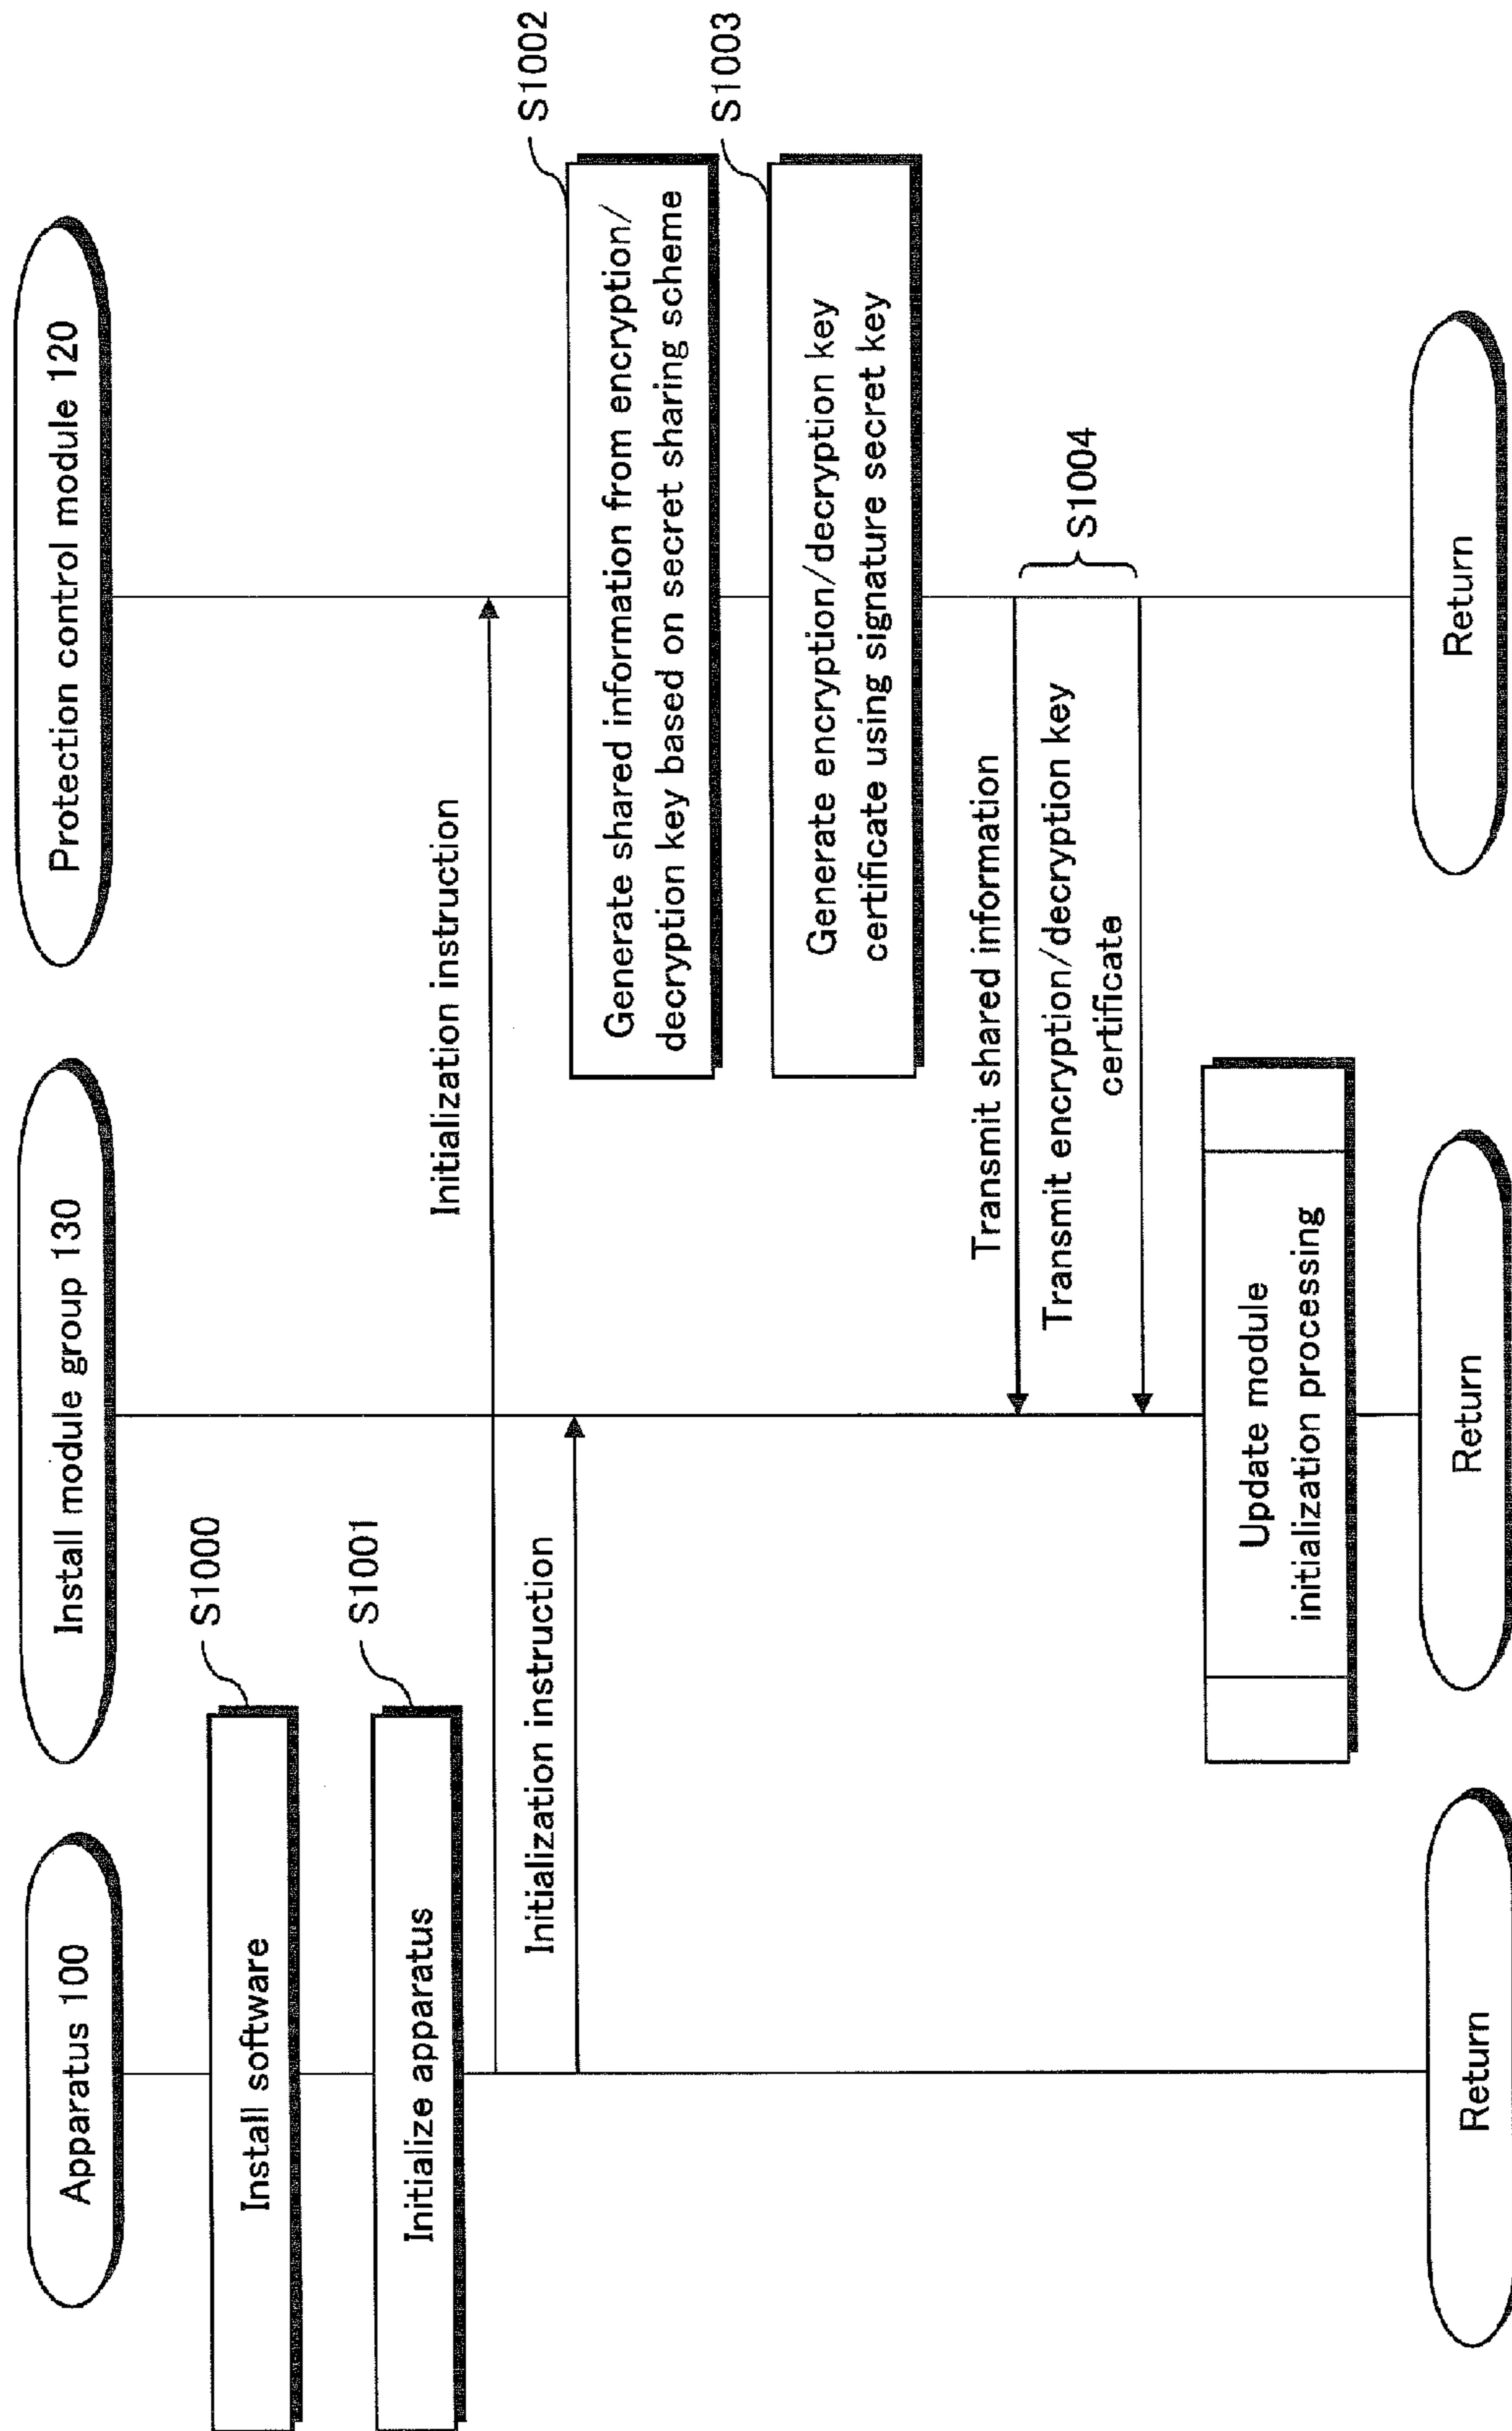 Apparatus 100
Install module group 130
Protection control module 120
Install software
S1000
Initialize apparatus
S1001
Initialization instruction
Initialization instruction
Generate shared information from encryption/
decryption key based on secret sharing scheme
S1002
Generate encryption/decryption key
certificate using signature secret key
S1003
Transmit shared information
Transmit encryption/decryption key
certificate
S1004
Update module
initialization processing
Return
Return
Return